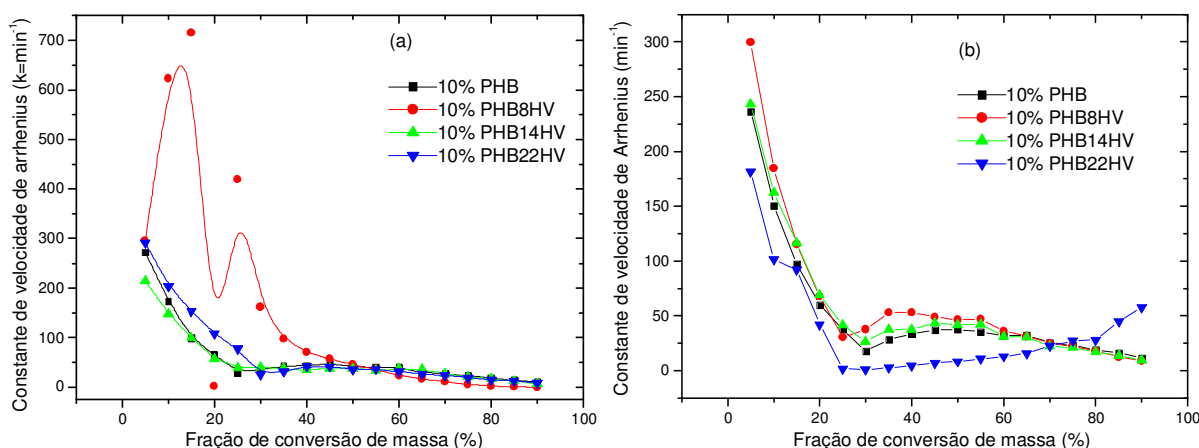 Constante de velocidade de arrhenius (k=min⁻¹)
700
600
500
400
300
200
100
0
(a)
10% PHB
10% PHB8HV
10% PHB14HV
10% PHB22HV
0 20 40 60 80 100
Fração de conversão de massa (%)
Constante de velocidade de Arrhenius (min⁻¹)
300
250
200
150
100
50
0
(b)
10% PHB
10% PHB8HV
10% PHB14HV
10% PHB22HV
0 20 40 60 80 100
Fração de conversão de massa (%)